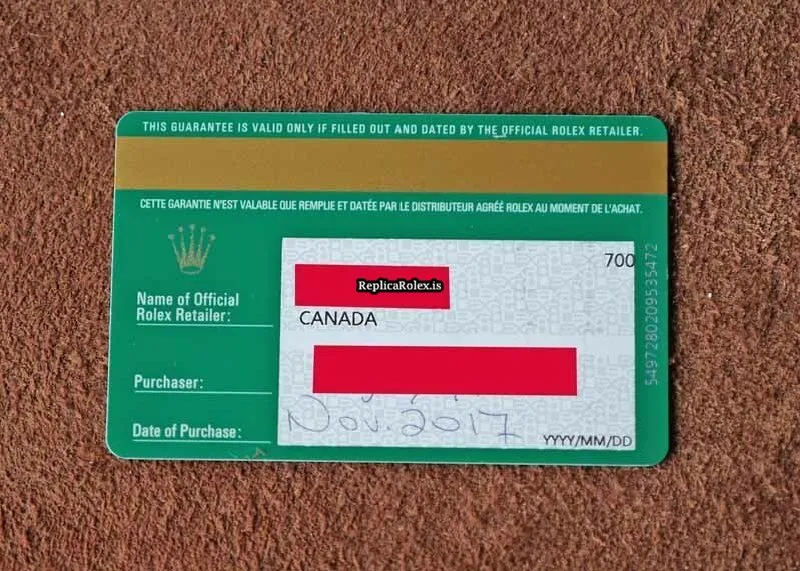 THIS GUARANTEE IS VALID ONLY IF FILLED OUT AND DATED BY THE OFFICIAL ROLEX RETAILER.
CETTE GARANTIE N'EST VALABLE QUE REMPLIE ET DATÉE PAR LE DISTRIBUTEUR AGRÉÉ ROLEX AU MOMENT DE L'ACHAT.
700
ReplicaRolex.is
Name of Official
Rolex Retailer:
CANADA
5497280209535472
Purchaser:
Date of Purchase:
Nov. 2017
YYYY/MM/DD